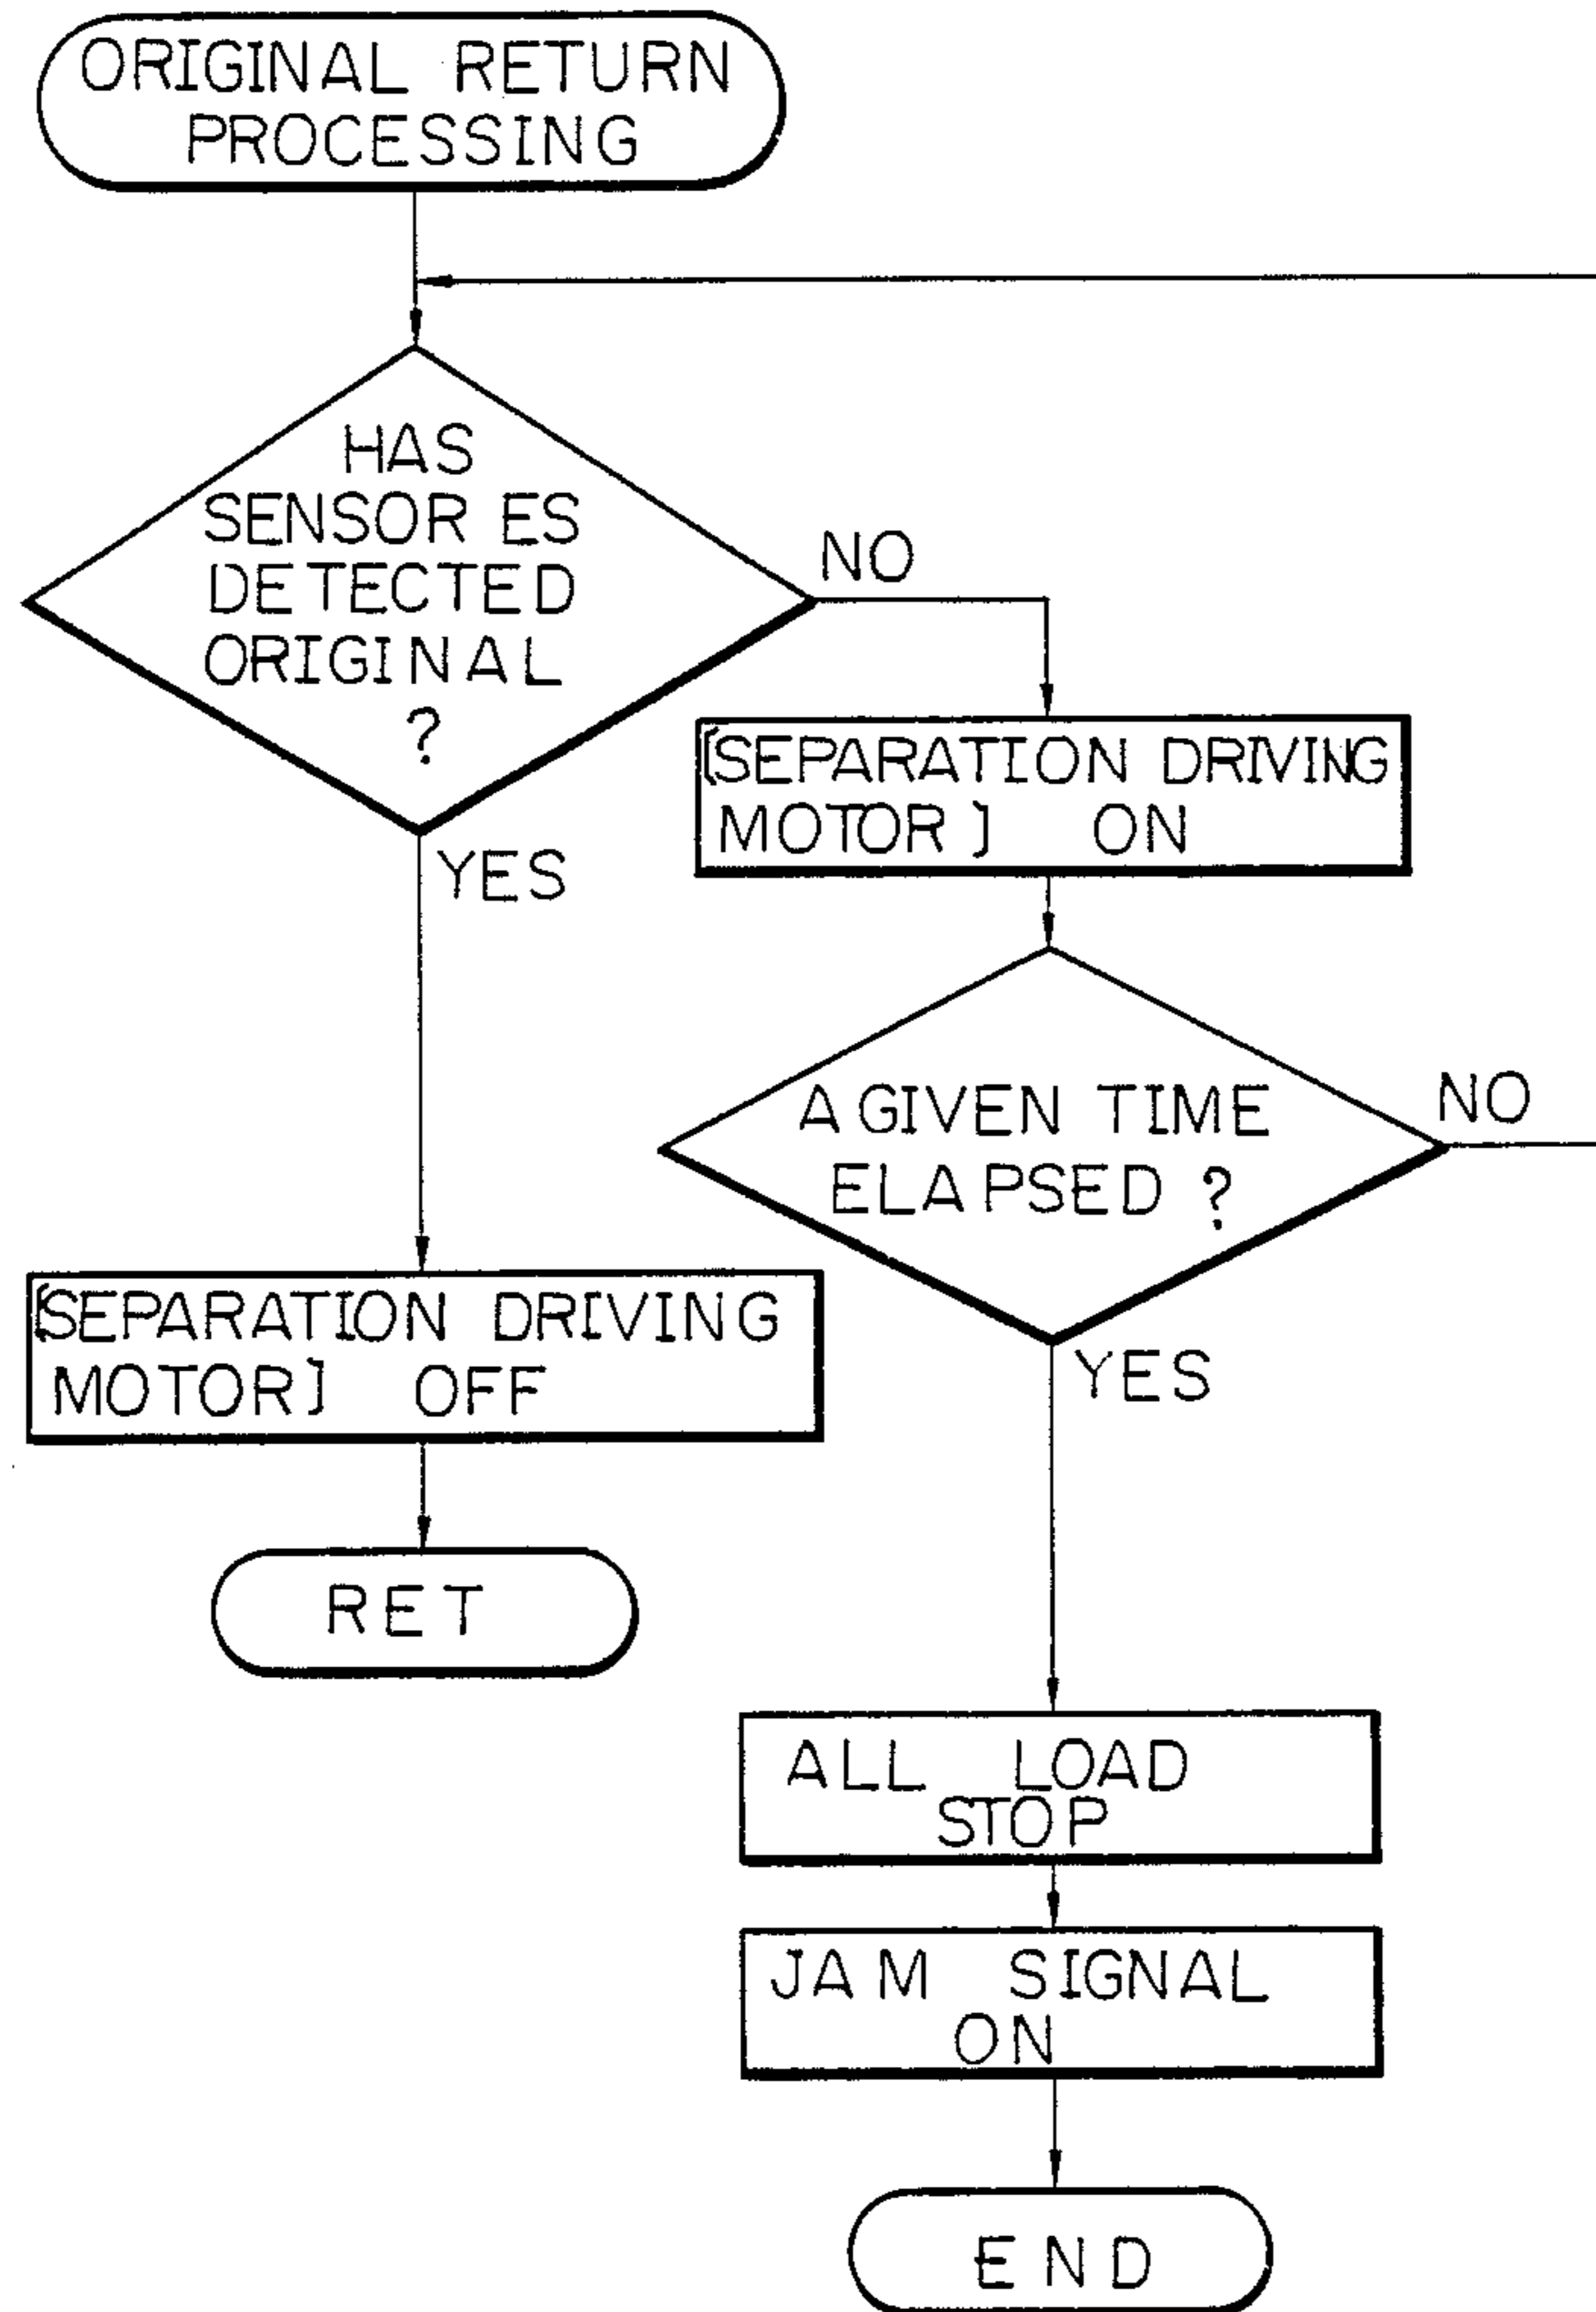 ORIGINAL RETURN
PROCESSING
HAS
SENSOR ES
DETECTED
ORIGINAL
?
NO
YES
[SEPARATION DRIVING
MOTOR] ON
A GIVEN TIME
ELAPSED ?
NO
YES
[SEPARATION DRIVING
MOTOR] OFF
RET
ALL LOAD
STOP
JAM SIGNAL
ON
END